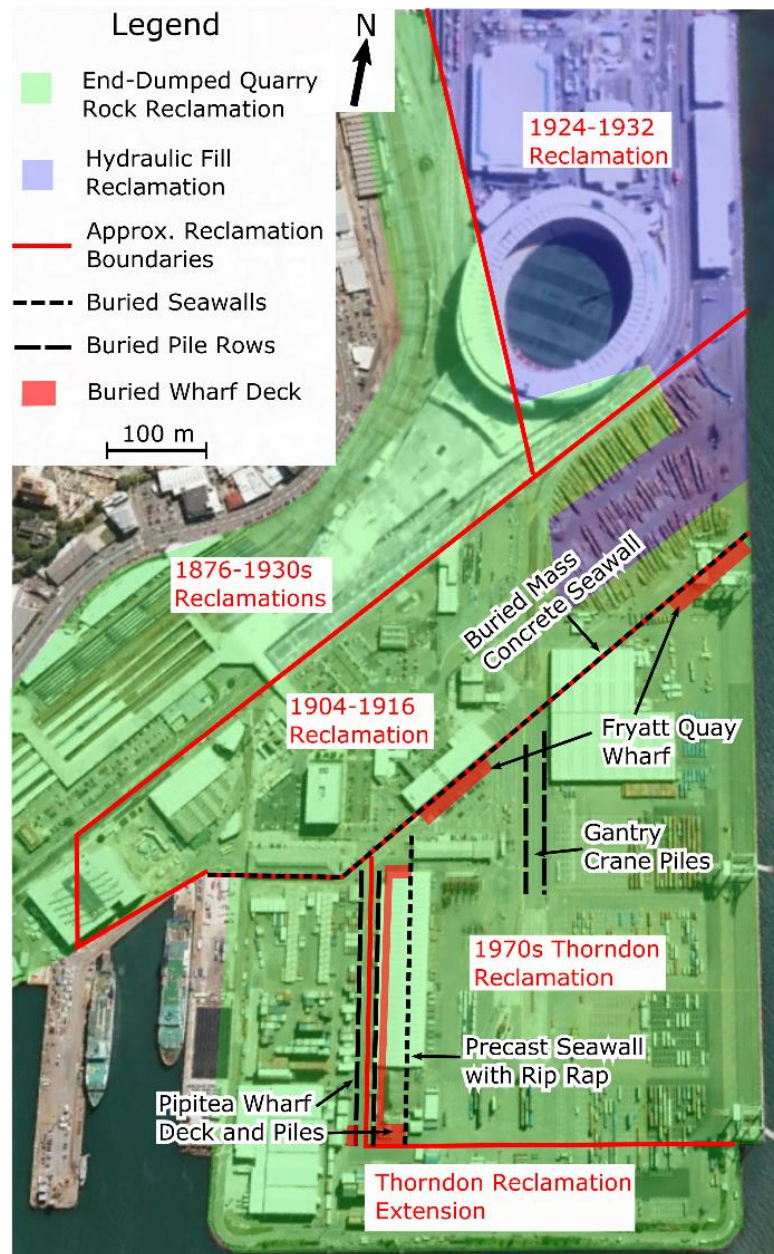 Legend
N
End-Dumped Quarry
Rock Reclamation
Hydraulic Fill
Reclamation
Approx. Reclamation
Boundaries
Buried Seawalls
Buried Pile Rows
Buried Wharf Deck
100 m
1924-1932
Reclamation
1876-1930s
Reclamations
Buried Mass
Concrete Seawall
1904-1916
Reclamation
Fryatt Quay
Wharf
Gantry
Crane Piles
1970s Thorndon
Reclamation
Precast Seawall
with Rip Rap
Pipitea Wharf
Deck and Piles
Thorndon Reclamation
Extension